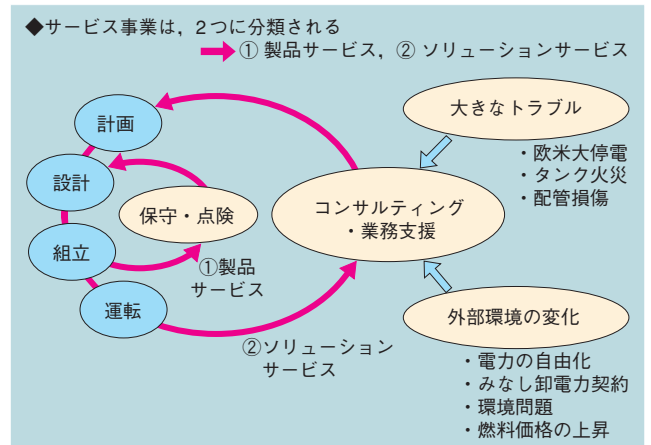 ◆サービス事業は，2つに分類される
① 製品サービス，② ソリューションサービス
計画
設計
組立
運転
保守・点険
①製品
サービス
②ソリューション
サービス
コンサルティング
・業務支援
大きなトラブル
・欧米大停電
・タンク火災
・配管損傷
外部環境の変化
・電力の自由化
・みなし卸電力契約
・環境問題
・燃料価格の上昇